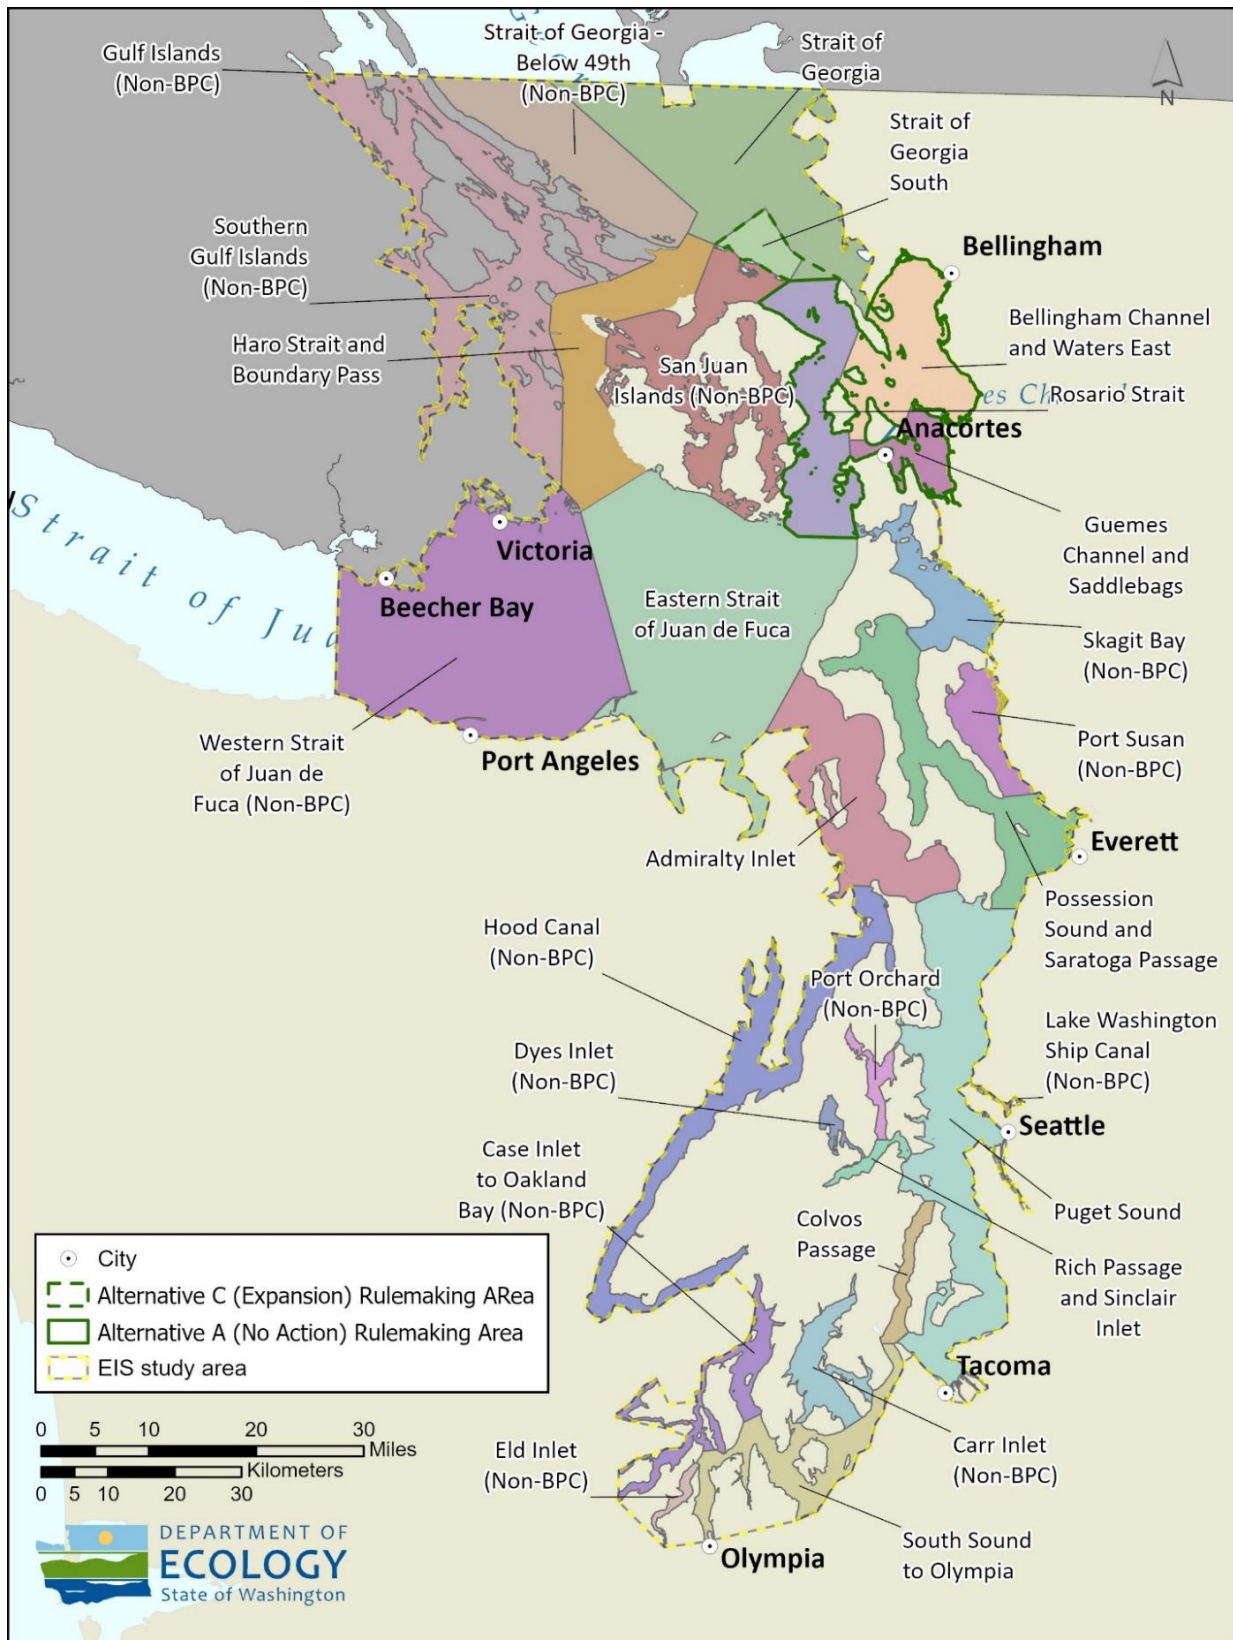 Gulf Islands
(Non-BPC)
Strait of Georgia -
Below 49th
(Non-BPC)
Strait of
Georgia
N
Strait of
Georgia
South
Southern
Gulf Islands
(Non-BPC)
Bellingham
Haro Strait and
Boundary Pass
San Juan
Islands (Non-BPC)
Bellingham Channel
and Waters East
es Ch
Rosario Strait
Anacortes
Strait of Jua
Victoria
Beecher Bay
Guemes
Channel and
Saddlebags
Eastern Strait
of Juan de Fuca
Skagit Bay
(Non-BPC)
Western Strait
of Juan de
Fuca (Non-BPC)
Port Angeles
Port Susan
(Non-BPC)
Admiralty Inlet
Everett
Hood Canal
(Non-BPC)
Possession
Sound and
Saratoga Passage
Port Orchard
(Non-BPC)
Dyes Inlet
(Non-BPC)
Lake Washington
Ship Canal
(Non-BPC)
Seattle
Case Inlet
to Oakland
Bay (Non-BPC)
Colvos
Passage
Puget Sound
Rich Passage
and Sinclair
Inlet
City
Alternative C (Expansion) Rulemaking ARea
Alternative A (No Action) Rulemaking Area
EIS study area
Tacoma
0 5 10 20 30
Miles
Kilometers
0 5 10 20 30
Eld Inlet
(Non-BPC)
Carr Inlet
(Non-BPC)
DEPARTMENT OF
ECOLOGY
State of Washington
Olympia
South Sound
to Olympia